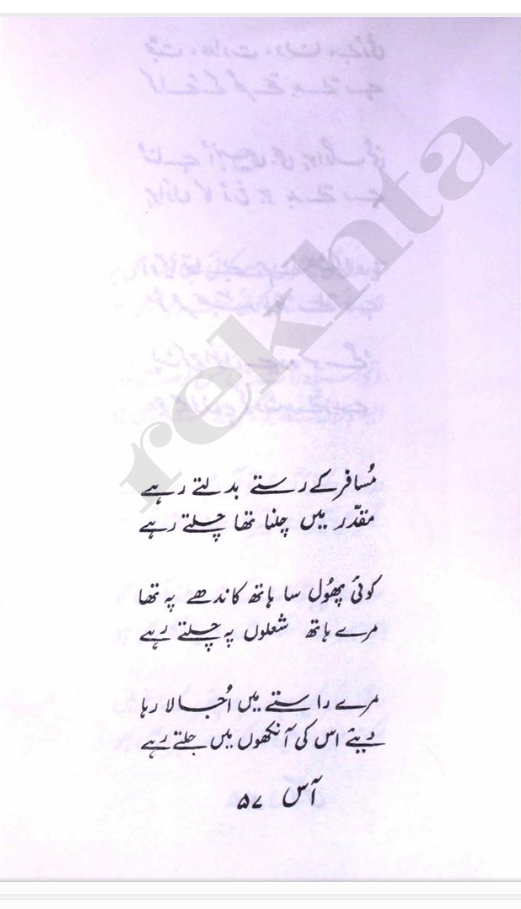 rekhta
مُسافر کے رستے بدلتے رہے
مقدّر میں چلنا تھا چلتے رہے
کوئی پھُول سا ہاتھ کاندھے پہ تھا
مرے ہاتھ شعلوں پہ چلتے رہے
مرے راستے میں اُجالا رہا
دیئے اس کی آنکھوں میں جلتے رہے
آس ۵۷